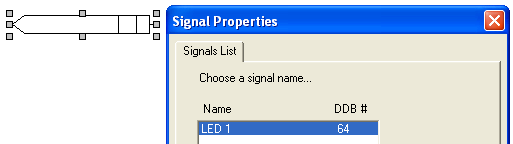 Signal Properties
Signals List
Choose a signal name...
Name DDB #
LED 1 64